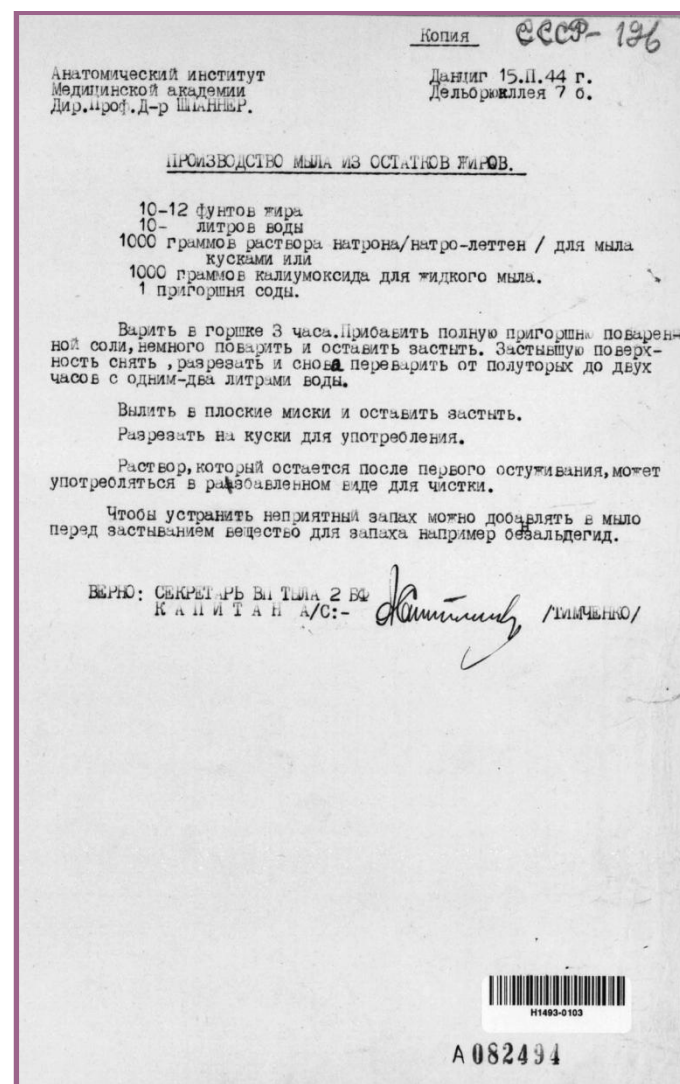 Копия СССР- 196
Анатомический институт Данциг 15.II.44 г.
Медицинской академии Дельбрюкллея 7 б.
Дир.Проф.Д-р ШПАННЕР.
ПРОИЗВОДСТВО МЫЛА ИЗ ОСТАТКОВ ЖИРОВ.
10-12 фунтов жира
10- литров воды
1000 граммов раствора натрона/натро-леттен / для мыла
кусками или
1000 граммов калиумоксида для жидкого мыла.
1 пригоршня соды.
Варить в горшке 3 часа.Прибавить полную пригоршню поварен-
ной соли,немного поварить и оставить застыть. Застывшую поверх-
ность снять ,разрезать и снова переварить от полуторых до двух
часов с одним-два литрами воды.
Вылить в плоские миски и оставить застыть.
Разрезать на куски для употребления.
Раствор,который остается после первого остуживания,может
употребляться в разбавленном виде для чистки.
Чтобы устранить неприятный запах можно добавлять в мыло
перед застыванием вещество для запаха например безальдегид.
ВЕРНО: СЕКРЕТАРЬ ВП ТЫЛА 2 БФ
К А П И Т А Н А/С:- /ТИМЧЕНКО/
H1493-0103
A 082494